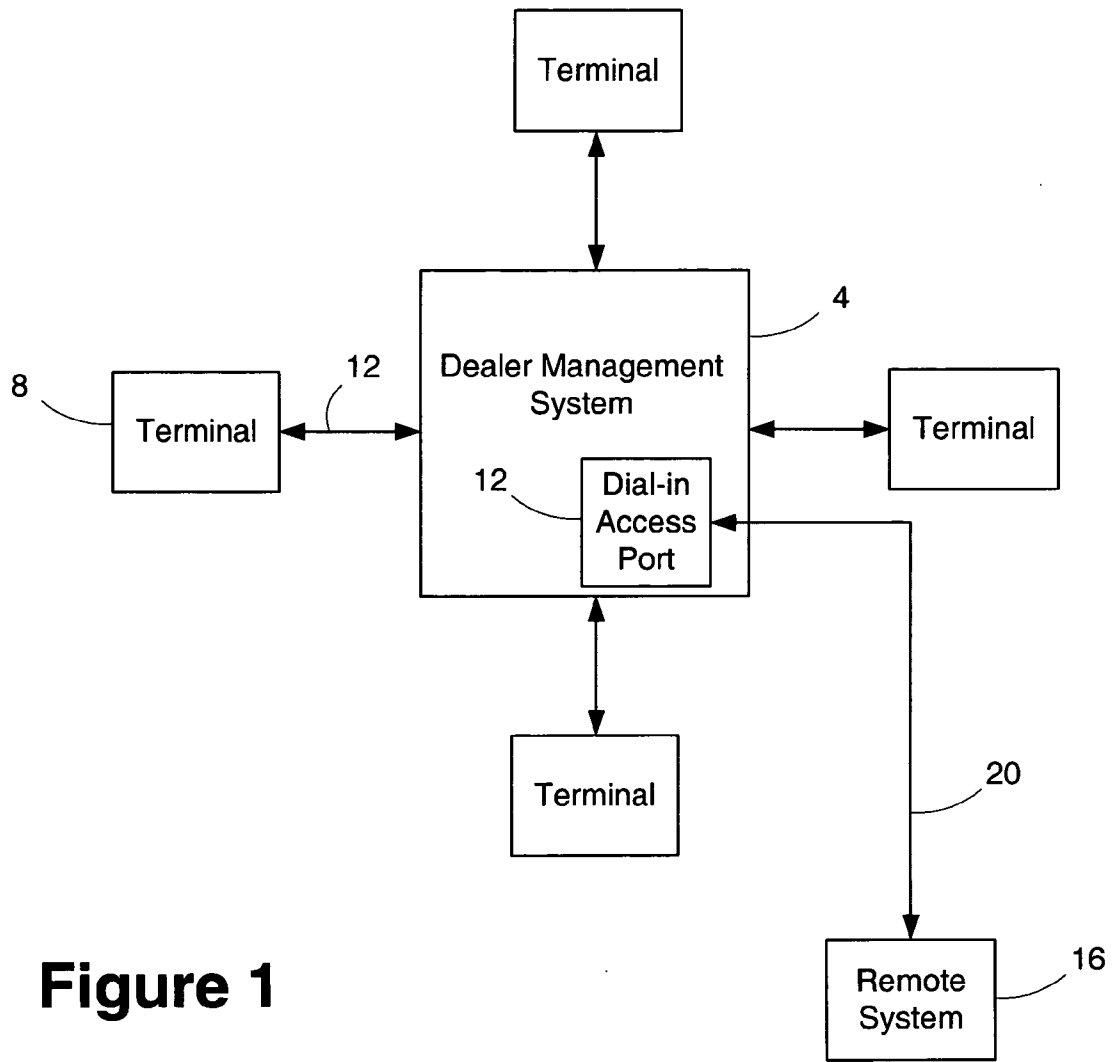 Terminal
4
Dealer Management
System
8
12
Terminal
Terminal
12
Dial-in
Access
Port
Terminal
20
Figure 1
Remote
System
16